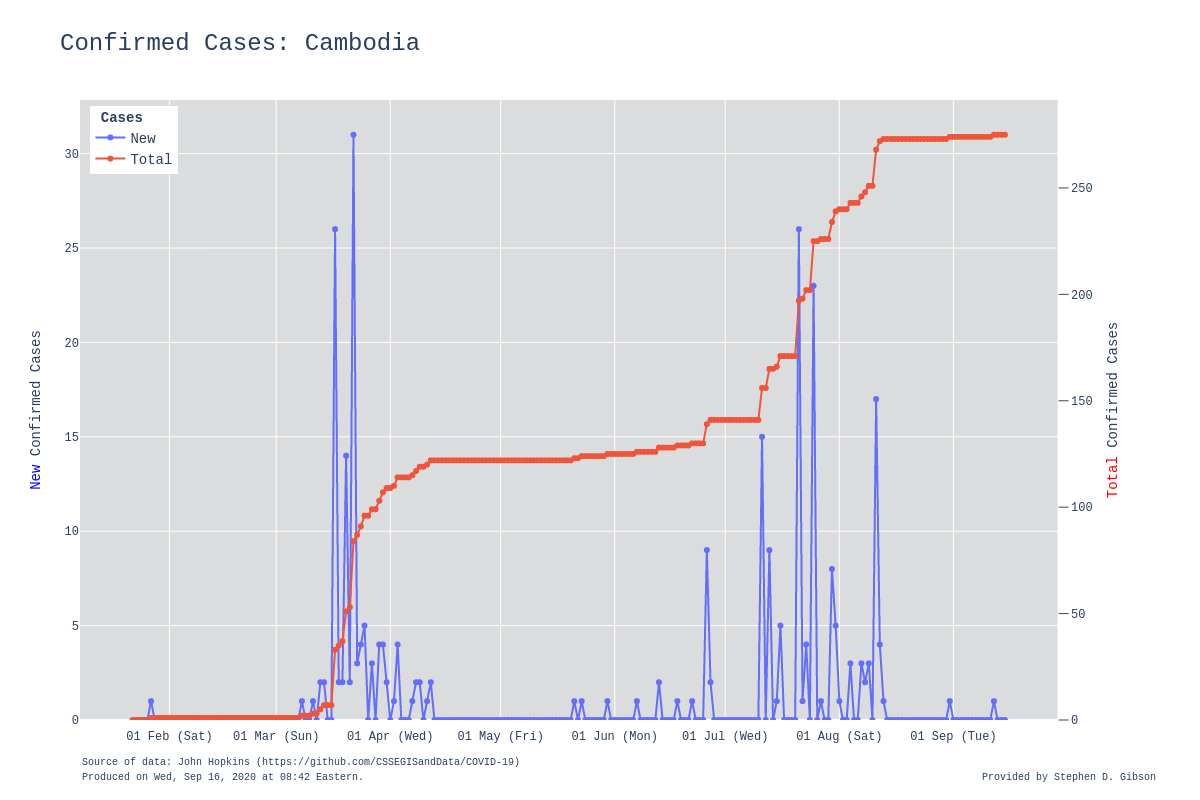 Confirmed Cases: Cambodia
Cases
New
Total
30
25
20
15
10
5
0
250
200
150
100
50
0
New Confirmed Cases
Total Confirmed Cases
01 Feb (Sat) 01 Mar (Sun) 01 Apr (Wed) 01 May (Fri) 01 Jun (Mon) 01 Jul (Wed) 01 Aug (Sat) 01 Sep (Tue)
Source of data: John Hopkins (https://github.com/CSSEGISandData/COVID-19)
Produced on Wed, Sep 16, 2020 at 08:42 Eastern.
Provided by Stephen D. Gibson